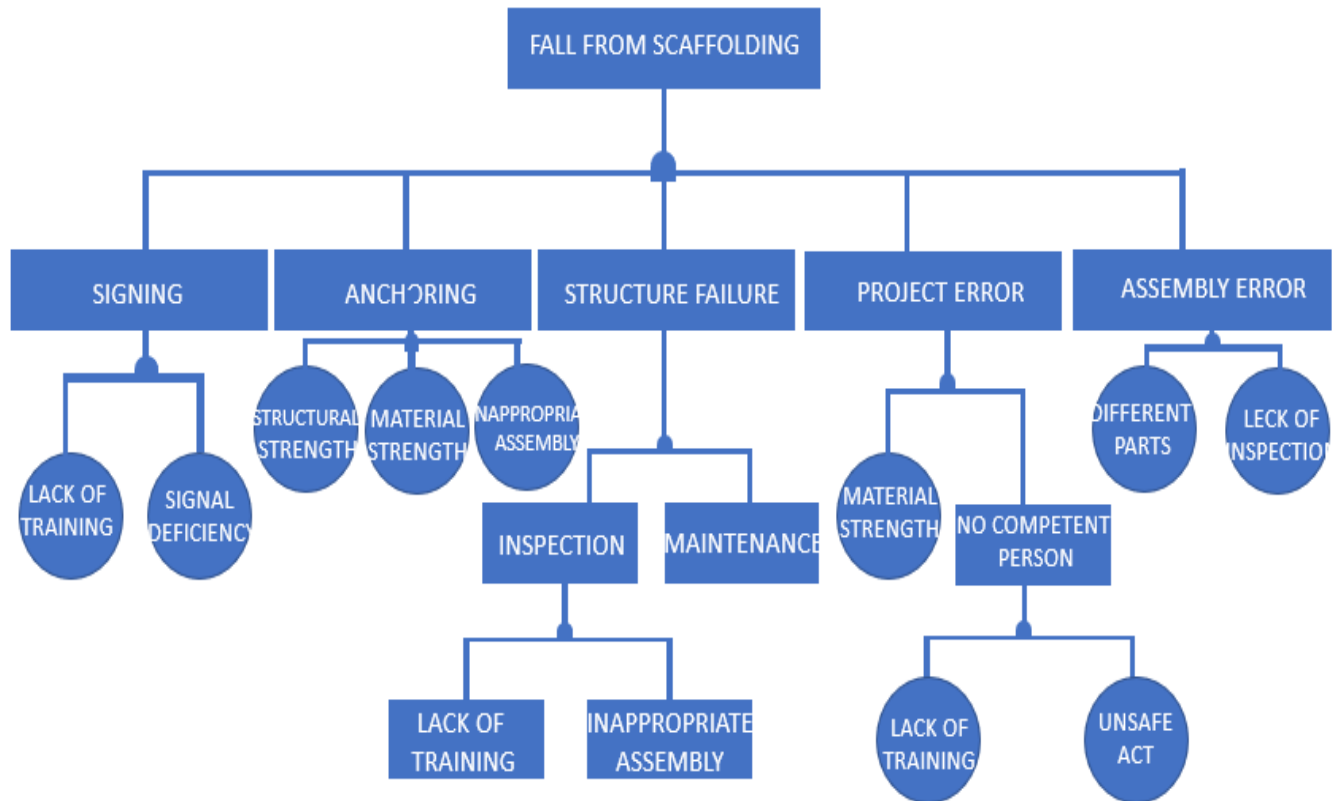 FALL FROM SCAFFOLDING
SIGNING
ANCHORING
STRUCTURE FAILURE
PROJECT ERROR
ASSEMBLY ERROR
STRUCTURAL
STRENGTH
MATERIAL
STRENGTH
NAPPROPRIA
ASSEMBLY
DIFFERENT
PARTS
LECK OF
INSPECTION
LACK OF
TRAINING
SIGNAL
DEFICIENCY
INSPECTION
MAINTENANCE
MATERIAL
STRENGTH
NO COMPETENT
PERSON
LACK OF
TRAINING
INAPPROPRIATE
ASSEMBLY
LACK OF
TRAINING
UNSAFE
ACT